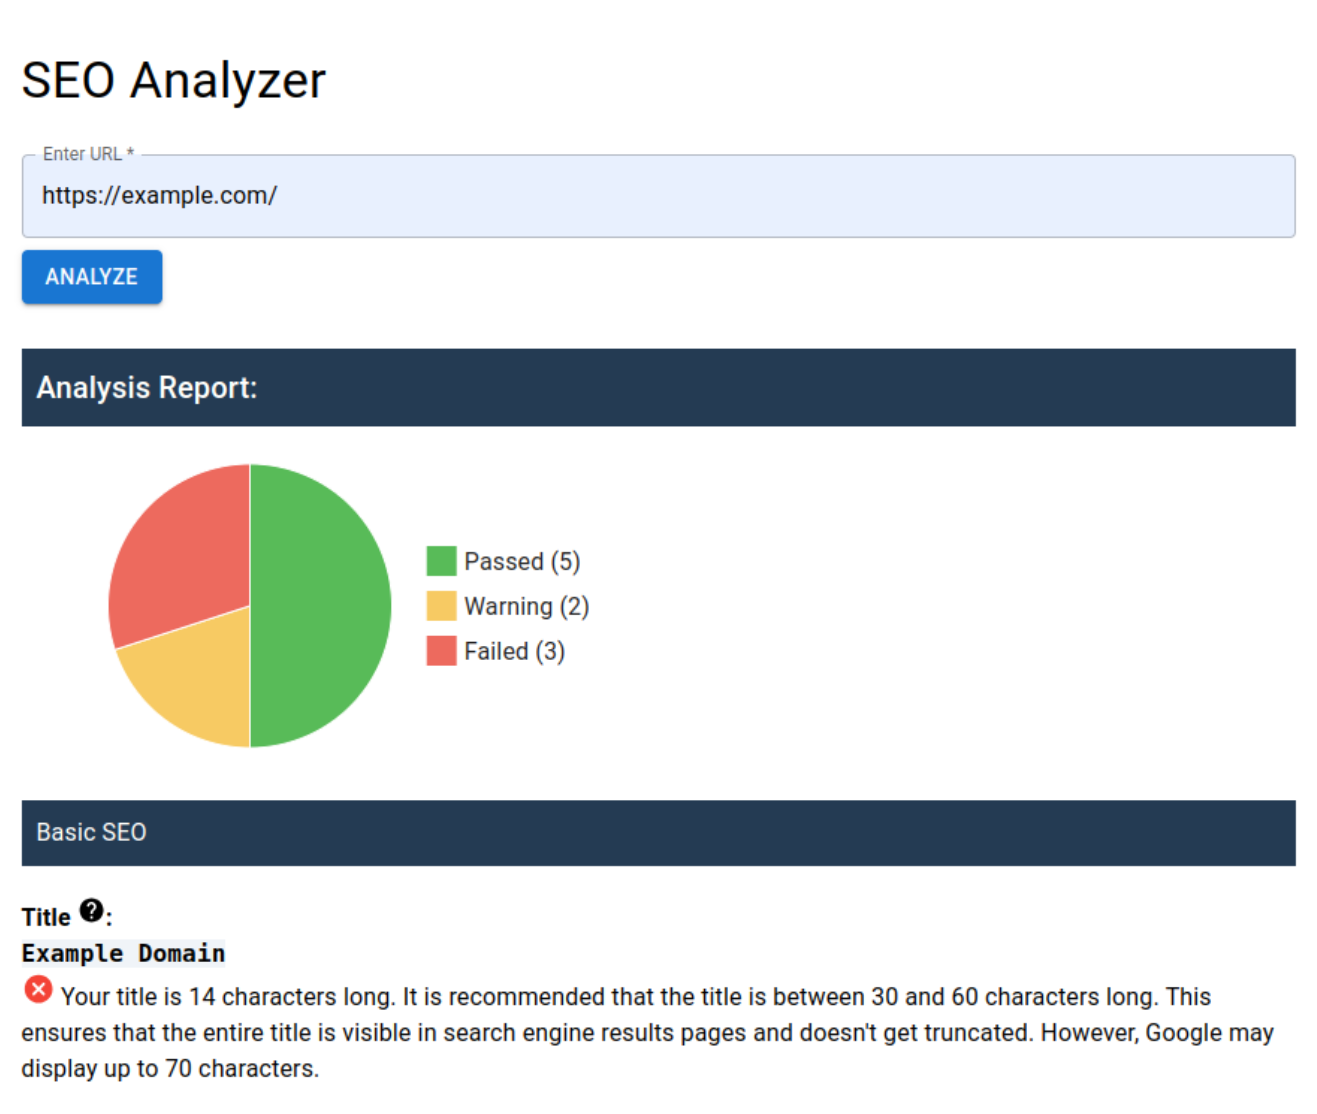 SEO Analyzer
Enter URL *
https://example.com/
ANALYZE
Analysis Report:
Passed (5)
Warning (2)
Failed (3)
Basic SEO
Title ?:
Example Domain
Your title is 14 characters long. It is recommended that the title is between 30 and 60 characters long. This
ensures that the entire title is visible in search engine results pages and doesn't get truncated. However, Google may
display up to 70 characters.